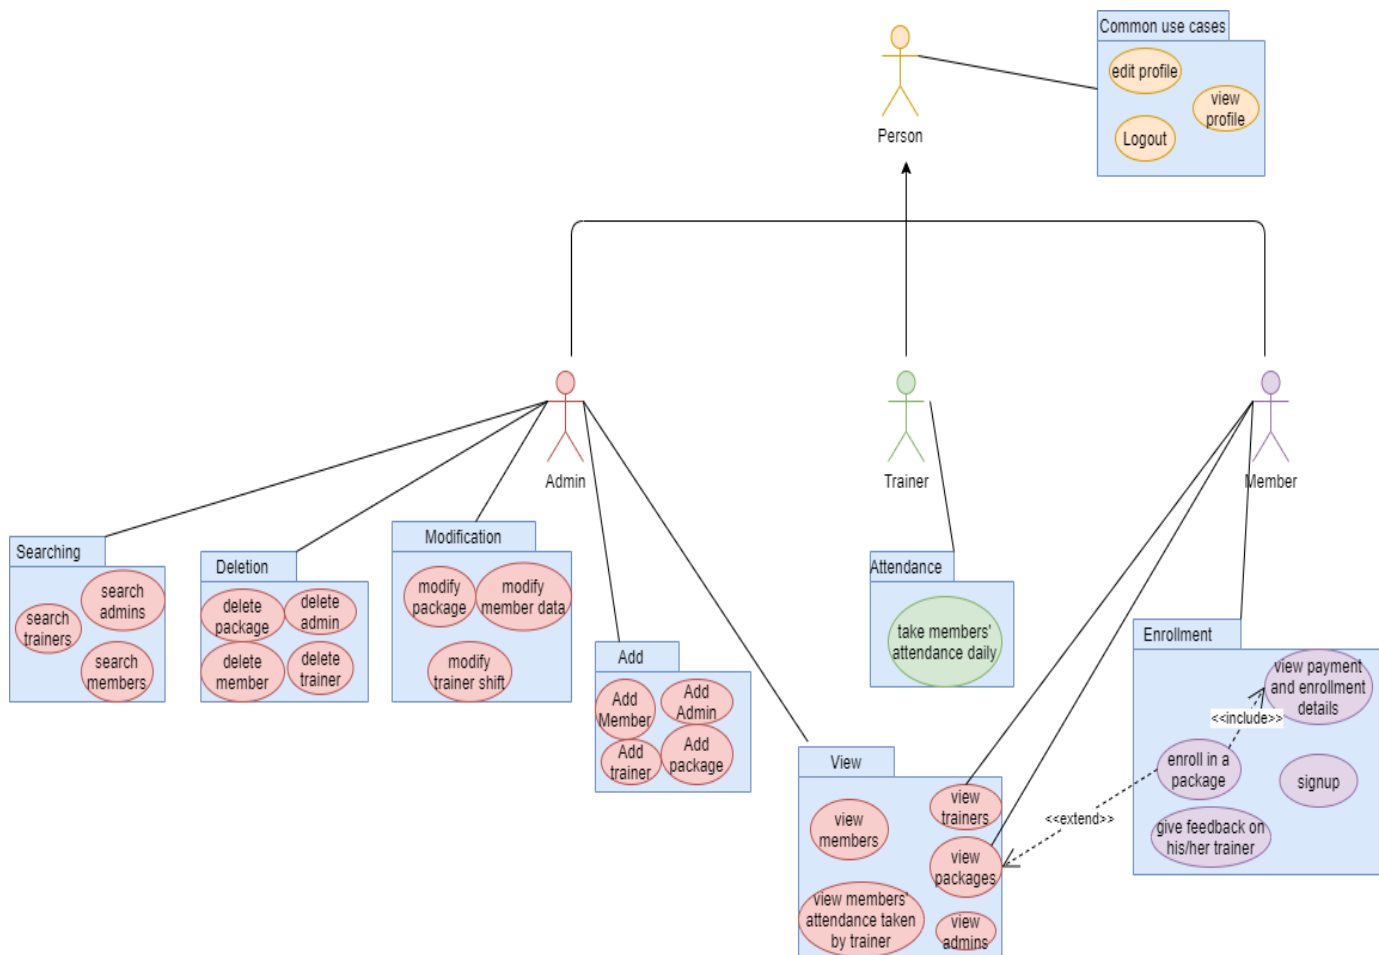 Common use cases
edit profile
view
profile
Logout
Person
Admin
Trainer
Member
Searching
search
admins
search
trainers
search
members
Deletion
delete
package
delete
admin
delete
member
delete
trainer
Modification
modify
package
modify
member data
modify
trainer shift
Add
Add
Member
Add
Admin
Add
trainer
Add
package
Attendance
take members'
attendance daily
View
view
members
view
trainers
view
packages
view members'
attendance taken
by trainer
view
admins
Enrollment
view payment
and enrollment
details
<<include>>
enroll in a
package
signup
<<extend>>
give feedback on
his/her trainer